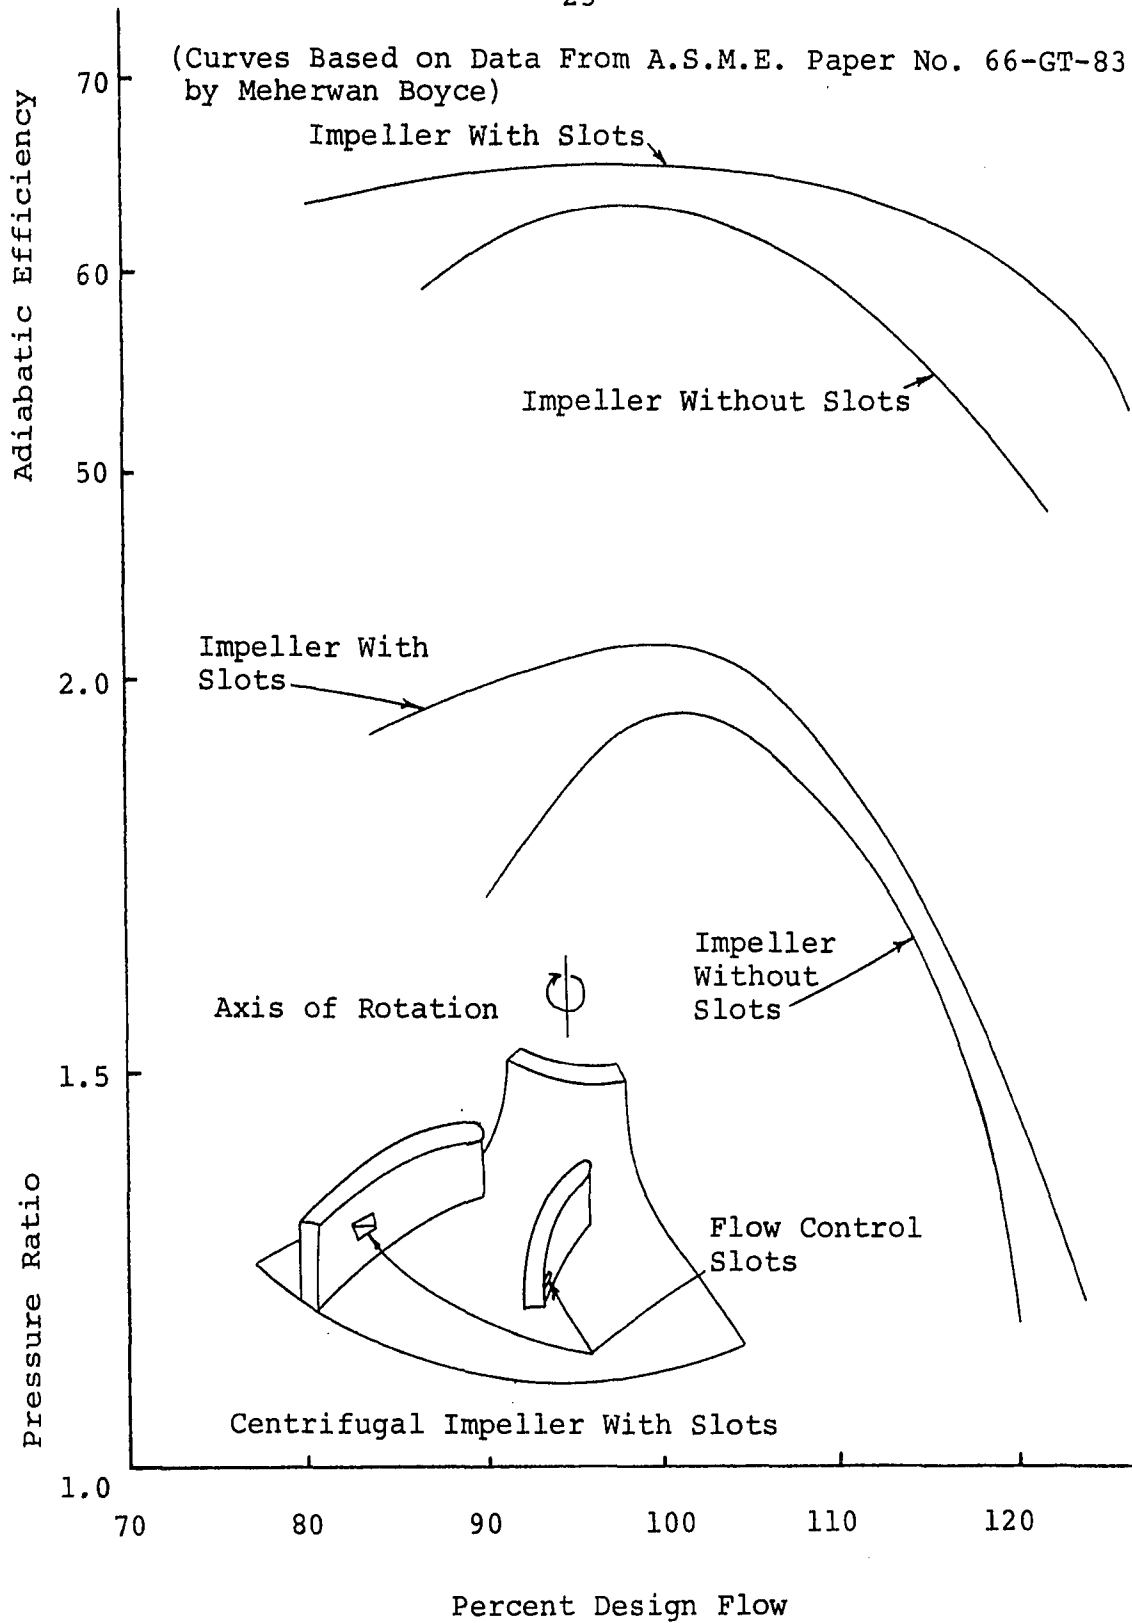 (Curves Based on Data From A.S.M.E. Paper No. 66-GT-83
by Meherwan Boyce)
Impeller With Slots
70
60
50
Adiabatic Efficiency
Impeller Without Slots
Impeller With
Slots
2.0
Impeller
Without
Slots
Axis of Rotation
1.5
Flow Control
Slots
Pressure Ratio
Centrifugal Impeller With Slots
1.0
70 80 90 100 110 120
Percent Design Flow